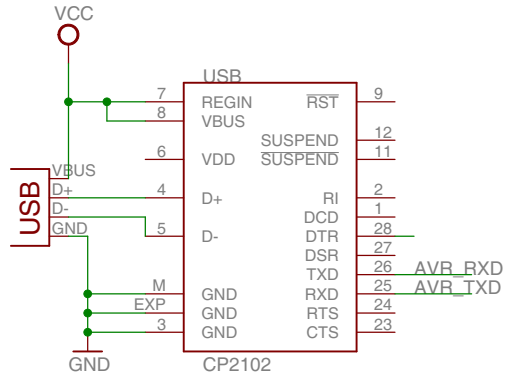 VCC
USB
7 REGIN RST 9
8 VBUS
SUSPEND 12
6 VDD SUSPEND 11
VBUS
USB
D+ 4 D+ RI 2
D- DCD 1
GND 5 D- DTR 28
DSR 27
TXD 26 AVR_RXD
M GND RXD 25 AVR_TXD
EXP GND RTS 24
3 GND CTS 23
GND CP2102